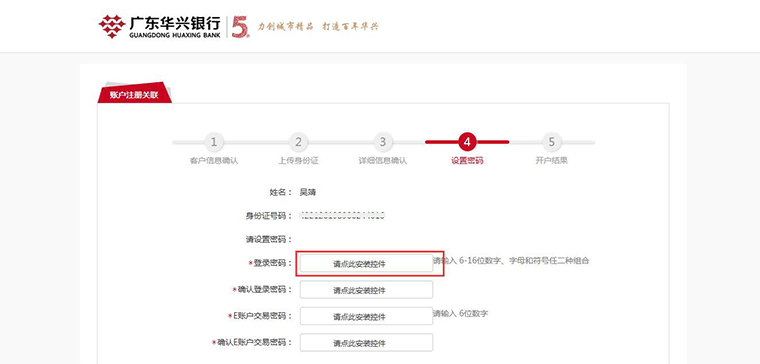 广东华兴银行 5 力创城市精品 打造百年华兴
GUANGDONG HUAXING BANK
账户注册关联
1 2 3 4 5
客户信息确认 上传身份证 详细信息确认 设置密码 开户结果
姓名： 吴靖
身份证号码：
请设置密码：
*登录密码： 请点此安装控件 请输入 6-16位数字、字母和符号任二种组合
*确认登录密码： 请点此安装控件
*E账户交易密码： 请点此安装控件 请输入 6位数字
*确认E账户交易密码： 请点此安装控件